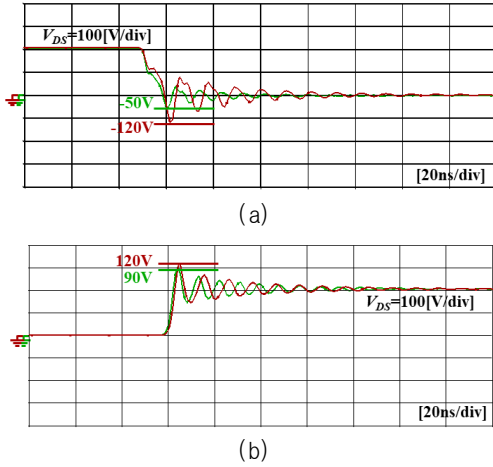 V_DS=100[V/div]
-50V
-120V
[20ns/div]
(a)
120V
90V
V_DS=100[V/div]
[20ns/div]
(b)